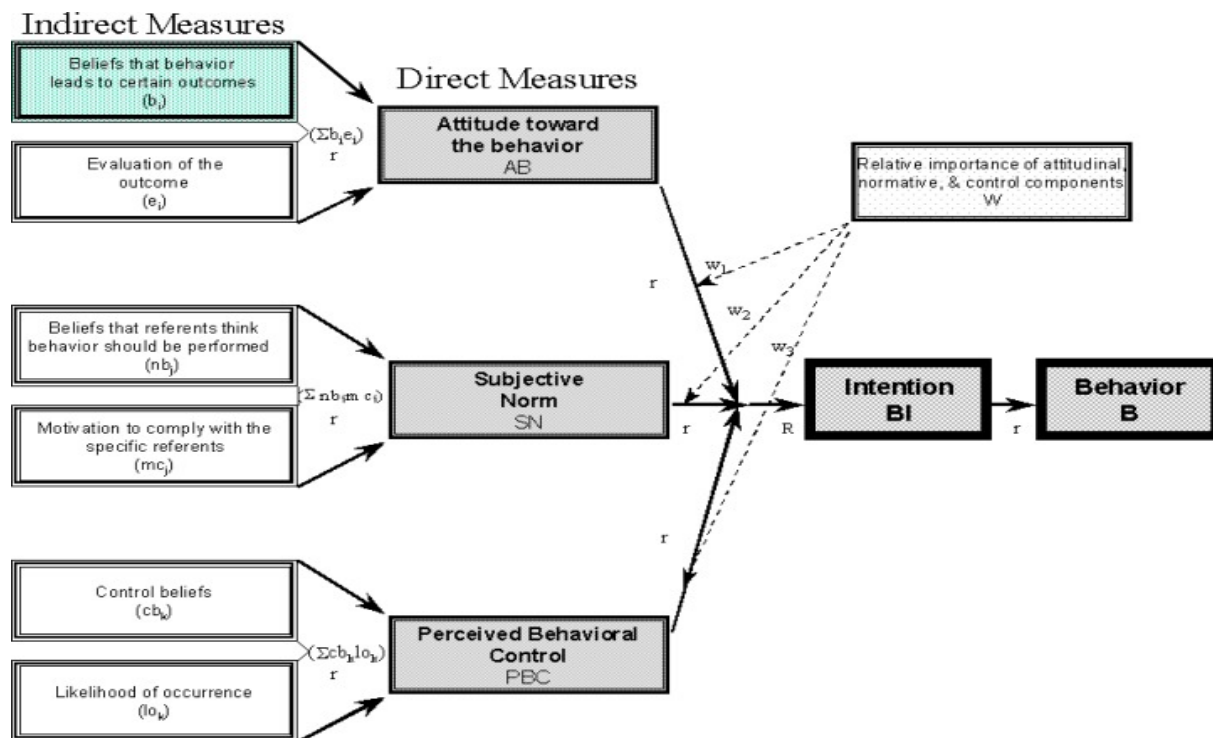 Indirect Measures
Beliefs that behavior
leads to certain outcomes
(bᵢ)
Evaluation of the
outcome
(eᵢ)
(Σbᵢeᵢ)
r
Direct Measures
Attitude toward
the behavior
AB
Relative importance of attitudinal,
normative, & control components
W
w₁
w₂
w₃
r
Beliefs that referents think
behavior should be performed
(nbⱼ)
Motivation to comply with the
specific referents
(mcⱼ)
(Σnbⱼmcⱼ)
r
Subjective
Norm
SN
r
R
Intention
BI
r
Behavior
B
r
Control beliefs
(cbₖ)
Likelihood of occurrence
(loₖ)
(Σcbₖloₖ)
r
Perceived Behavioral
Control
PBC